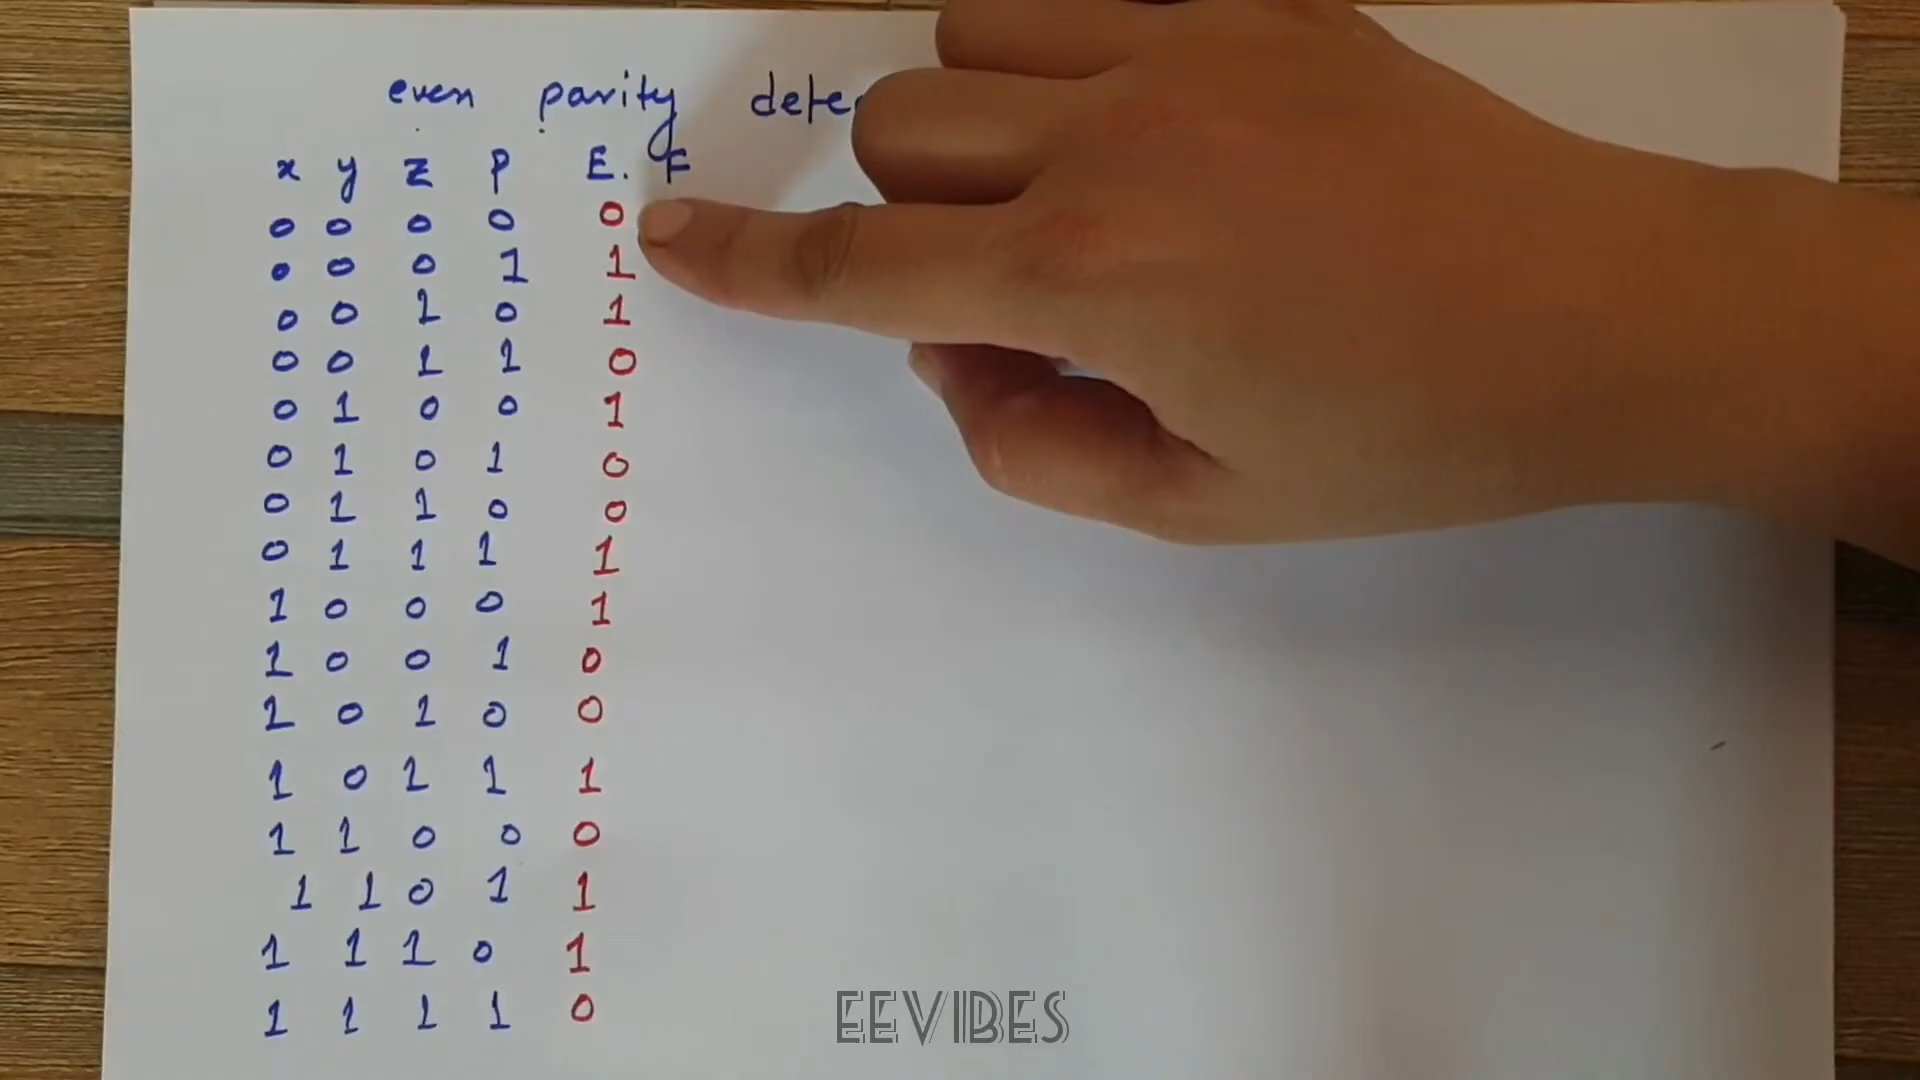 even parity
x y z P E. F
0 0 0 0 0
0 0 0 1 1
0 0 1 0 1
0 0 1 1 0
0 1 0 0 1
0 1 0 1 0
0 1 1 0 0
0 1 1 1 1
1 0 0 0 1
1 0 0 1 0
1 0 1 0 0
1 0 1 1 1
1 1 0 0 0
1 1 0 1 1
1 1 1 0 1
1 1 1 1 0
EEVIBES